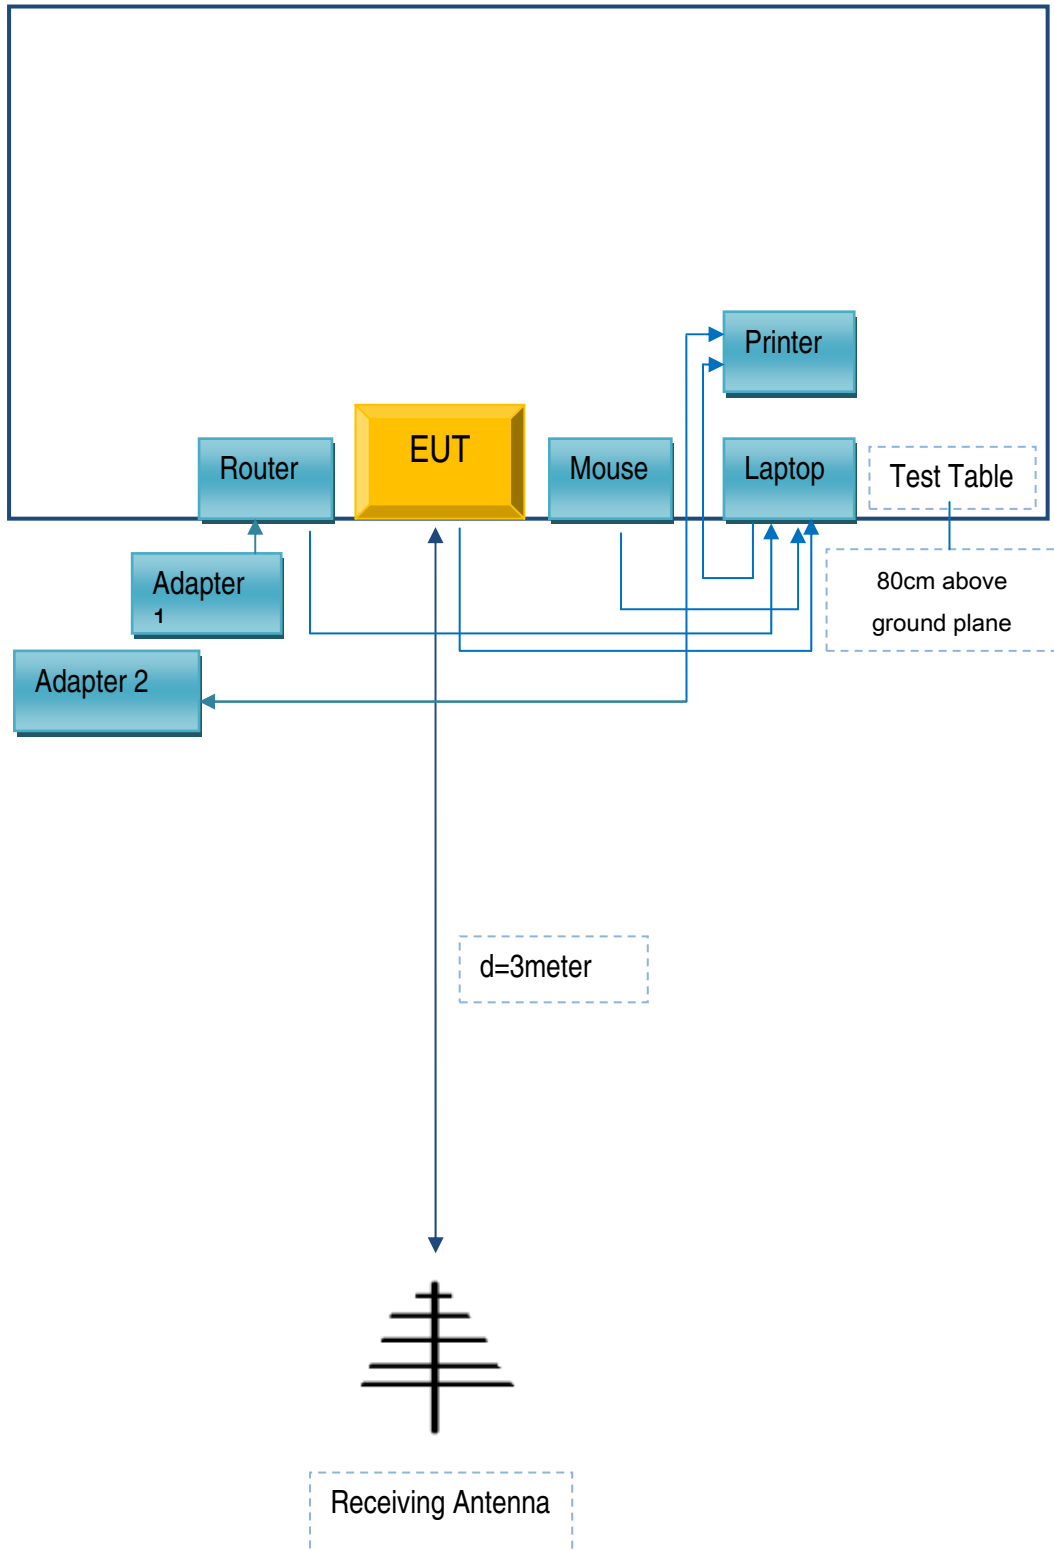 Printer
EUT
Router
Mouse
Laptop
Test Table
Adapter
1
80cm above
ground plane
Adapter 2
d=3meter
Receiving Antenna